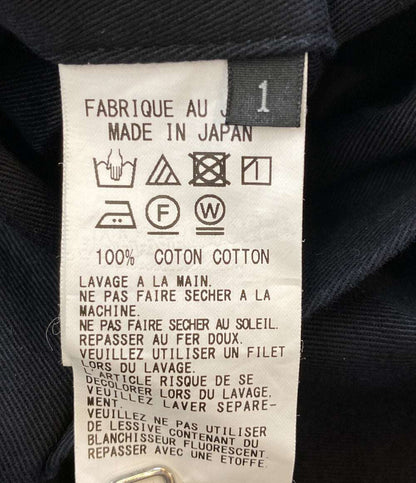 1
FABRIQUE AU J
MADE IN JAPAN
F W
100% COTON COTTON
LAVAGE A LA MAIN.
NE PAS FAIRE SECHER A LA
MACHINE.
NE PAS FAIRE SECHER AU SOLEIL.
REPASSER AU FER DOUX.
VEUILLEZ UTILISER UN FILET
LORS DU LAVAGE.
L'ARTICLE RISQUE DE SE
DECOLORER LORS DU LAVAGE.
VEUILLEZ LAVER SEPARE-
MENT.
VEUILLEZ NE PAS UTILISER
DE LESSIVE CONTENANT DU
BLANCHISSEUR FLUORESCENT.
REPASSER AVEC UNE ETOFFE.